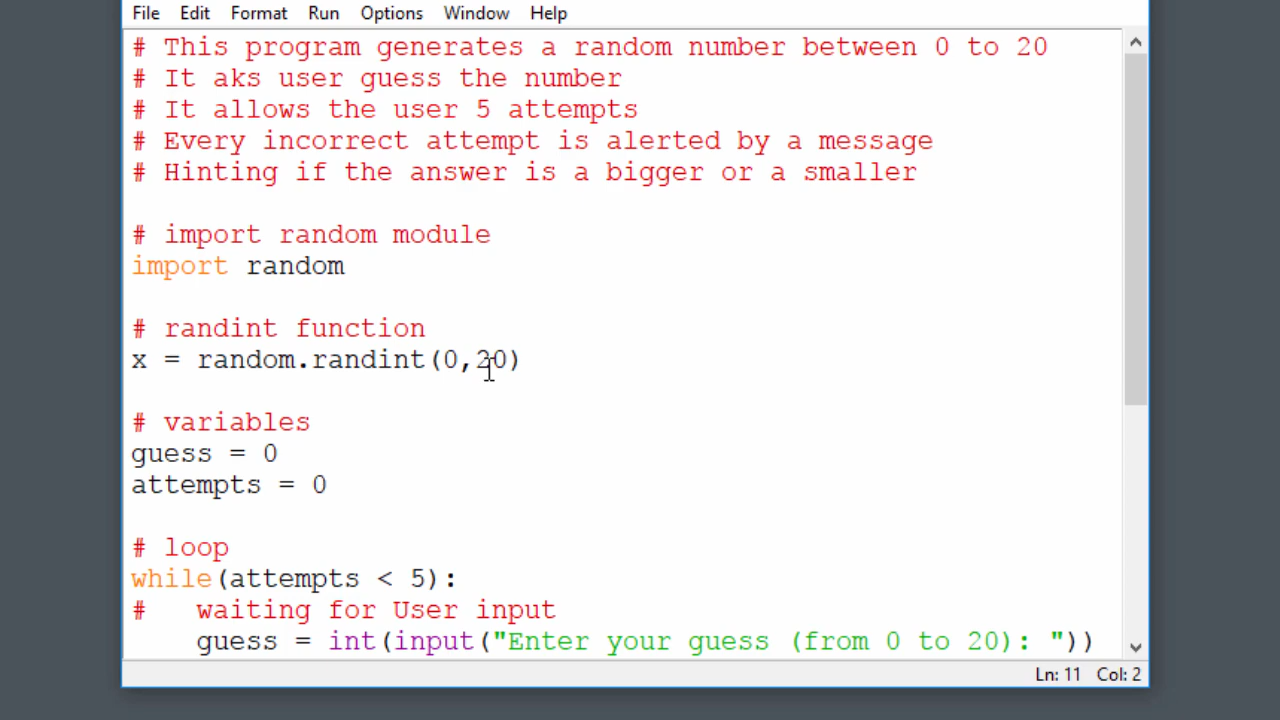 File Edit Format Run Options Window Help
# This program generates a random number between 0 to 20
# It aks user guess the number
# It allows the user 5 attempts
# Every incorrect attempt is alerted by a message
# Hinting if the answer is a bigger or a smaller
# import random module
import random
# randint function
x = random.randint(0,20)
# variables
guess = 0
attempts = 0
# loop
while(attempts < 5):
#   waiting for User input
    guess = int(input("Enter your guess (from 0 to 20): "))
Ln: 11 Col: 2